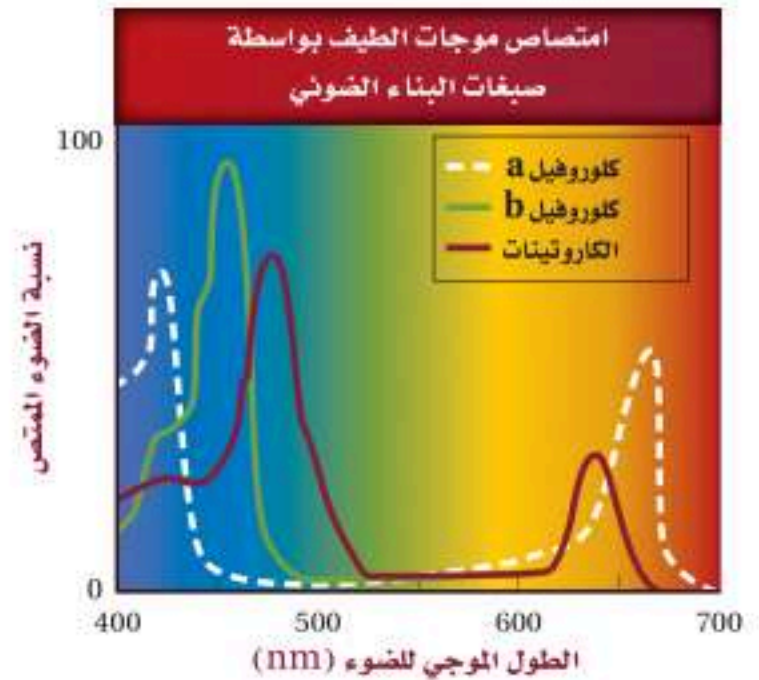 امتصاص موجات الطيف بواسطة
صبغات البناء الضوئي
كلوروفيل a
كلوروفيل b
الكاروتينات
نسبة الضوء الممتص
100
0
400
500
600
700
الطول الموجي للضوء (nm)